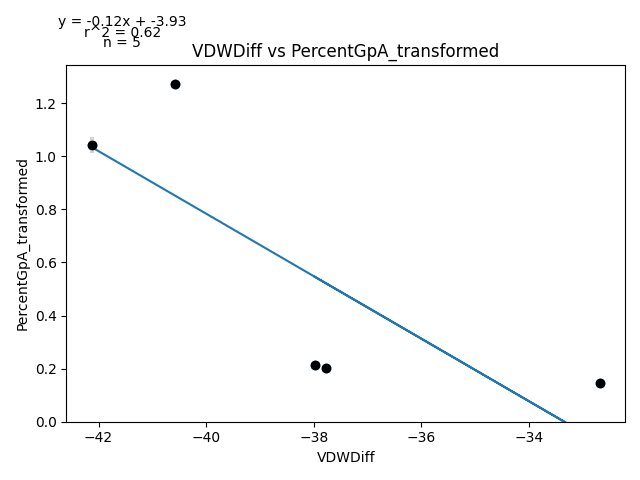 y = -0.12x + -3.93
r^2 = 0.62
n = 5
VDWDiff vs PercentGpA_transformed
PercentGpA_transformed
1.2
1.0
0.8
0.6
0.4
0.2
0.0
−42 −40 −38 −36 −34
VDWDiff